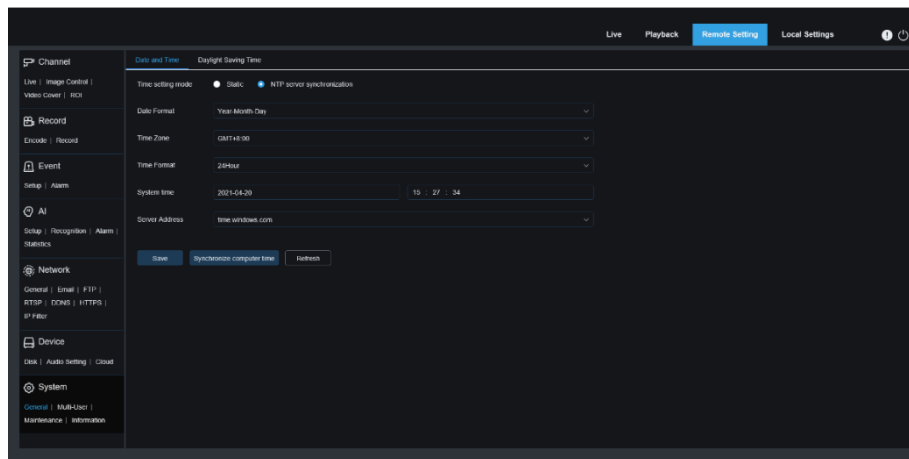 Live Playback Remote Setting Local Settings
Channel
Live | Image Control |
Video Cover | ROI
Record
Encode | Record
Event
Setup | Alarm
AI
Setup | Recognition | Alarm |
Statistics
Network
General | Email | FTP |
RTSP | DDNS | HTTPS |
IP Filter
Device
Disk | Audio Setting | Cloud
System
General | Multi-User |
Maintenance | Information
Date and Time Daylight Saving Time
Time setting mode Static NTP server synchronization
Date Format Year-Month-Day
Time Zone GMT+8:00
Time Format 24Hour
System time 2021-04-20 15 : 27 : 34
Server Address time.windows.com
Save Synchronize computer time Refresh